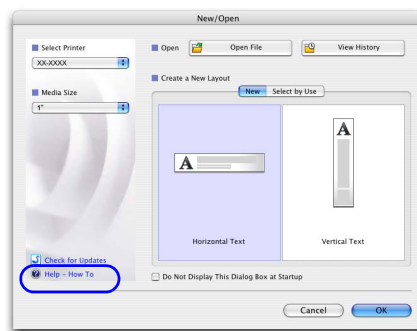 New/Open
Select Printer
XX-XXXX
Media Size
1"
Check for Updates
Help – How To
Open
Open File
View History
Create a New Layout
New
Select by Use
A
Horizontal Text
A
Vertical Text
Do Not Display This Dialog Box at Startup
Cancel
OK